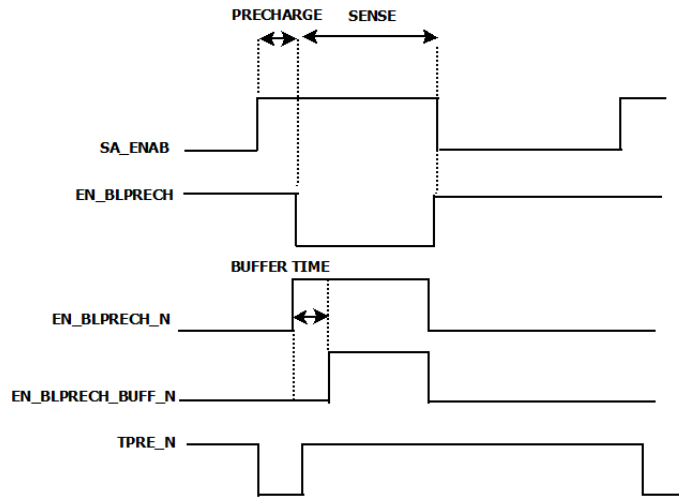 PRECHARGE SENSE
SA_ENAB
EN_BLPRECH
BUFFER TIME
EN_BLPRECH_N
EN_BLPRECH_BUFF_N
TPRE_N